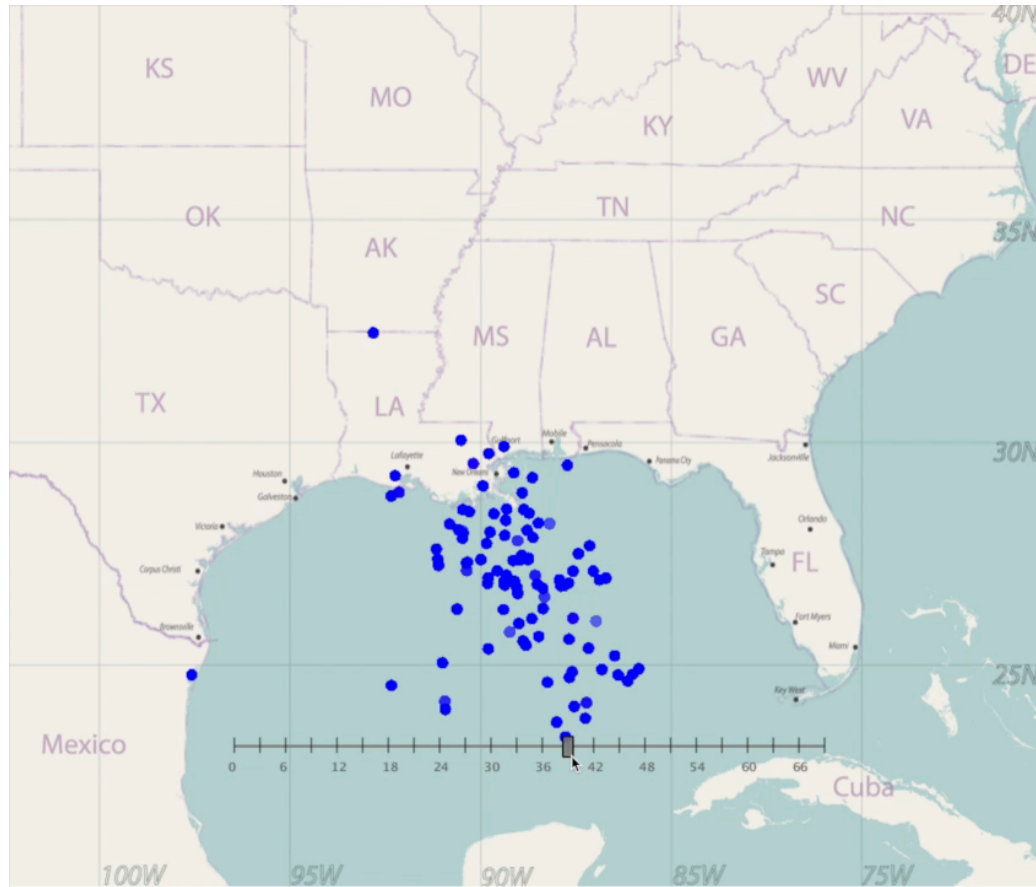 40N
KS
WV
DE
MO
VA
KY
OK
TN
NC
35N
AK
SC
MS
AL
GA
TX
LA
Mobile
Gulfport
Pensacola
30N
Lafayette
Jacksonville
Houston
New Orleans
Panama City
Galveston
Victoria
Orlando
Tampa
FL
Corpus Christi
Fort Myers
Brownsville
Miami
25N
Key West
Mexico
0 6 12 18 24 30 36 42 48 54 60 66
Cuba
100W 95W 90W 85W 75W